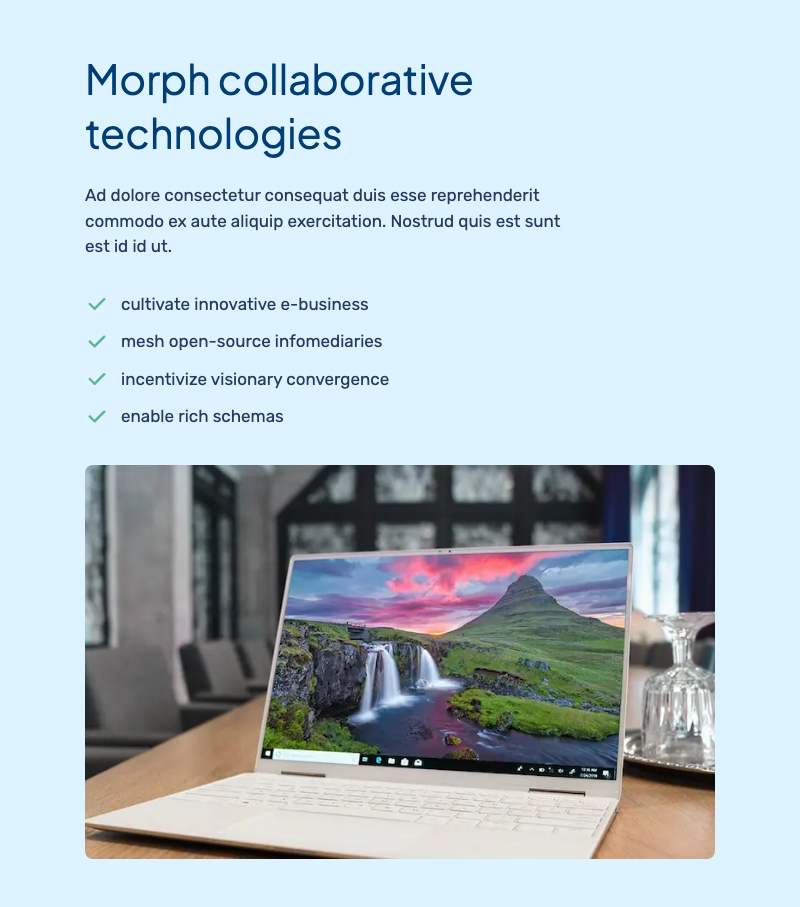 Morph collaborative
technologies
Ad dolore consectetur consequat duis esse reprehenderit
commodo ex aute aliquip exercitation. Nostrud quis est sunt
est id id ut.
cultivate innovative e-business
mesh open-source infomediaries
incentivize visionary convergence
enable rich schemas